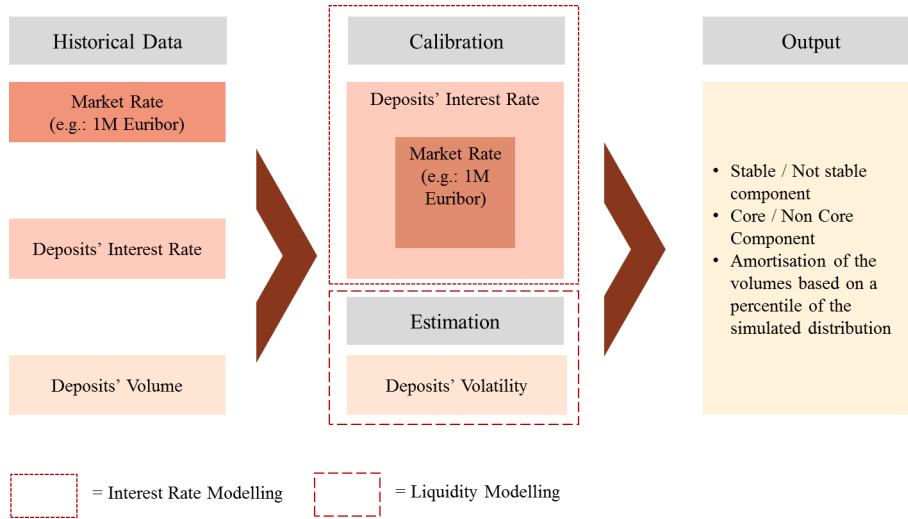 Historical Data
Market Rate
(e.g.: 1M Euribor)
Deposits’ Interest Rate
Deposits’ Volume
Calibration
Deposits’ Interest Rate
Market Rate
(e.g.: 1M
Euribor)
Estimation
Deposits’ Volatility
Output
• Stable / Not stable
component
• Core / Non Core
Component
• Amortisation of the
volumes based on a
percentile of the
simulated distribution
= Interest Rate Modelling
= Liquidity Modelling